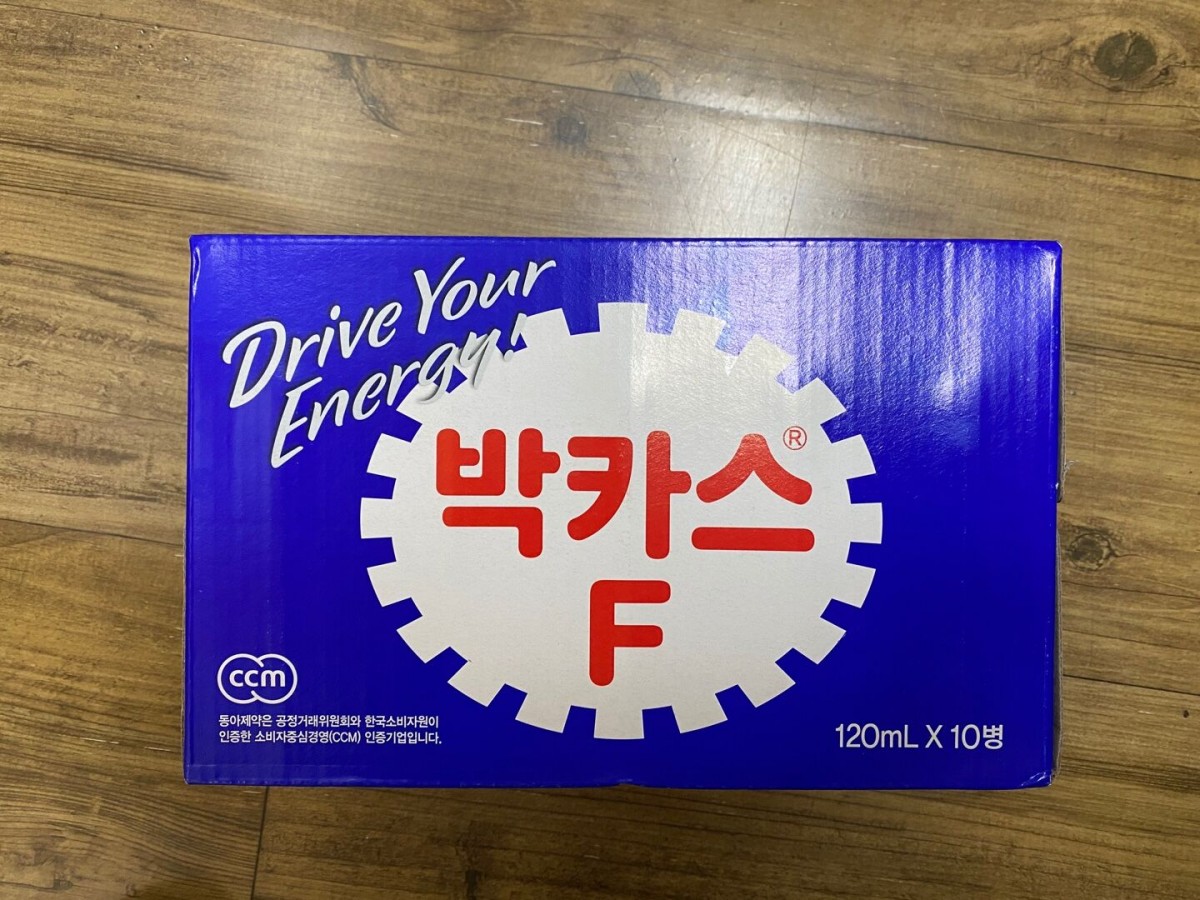 Drive Your
Energy!
박카스®
F
ccm
동아제약은 공정거래위원회와 한국소비자원이
인증한 소비자중심경영(CCM) 인증기업입니다.
120mL X 10병